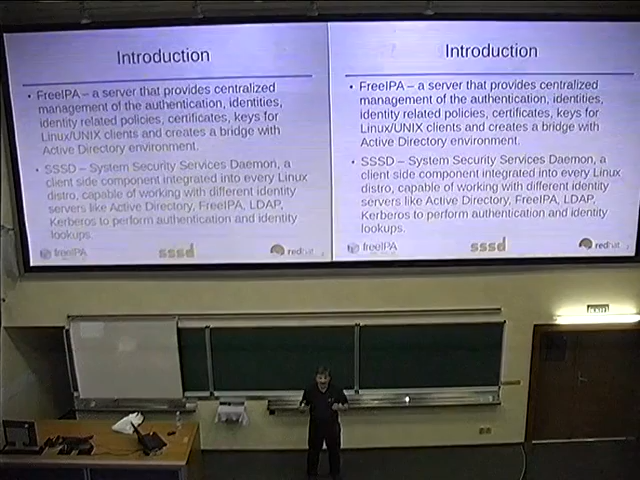 Introduction
• FreeIPA – a server that provides centralized
management of the authentication, identities,
identity related policies, certificates, keys for
Linux/UNIX clients and creates a bridge with
Active Directory environment.
• SSSD – System Security Services Daemon, a
client side component integrated into every Linux
distro, capable of working with different identity
servers like Active Directory, FreeIPA, LDAP,
Kerberos to perform authentication and identity
lookups.
freeIPA sssd redhat
Introduction
• FreeIPA – a server that provides centralized
management of the authentication, identities,
identity related policies, certificates, keys for
Linux/UNIX clients and creates a bridge with
Active Directory environment.
• SSSD – System Security Services Daemon, a
client side component integrated into every Linux
distro, capable of working with different identity
servers like Active Directory, FreeIPA, LDAP,
Kerberos to perform authentication and identity
lookups.
freeIPA sssd redhat